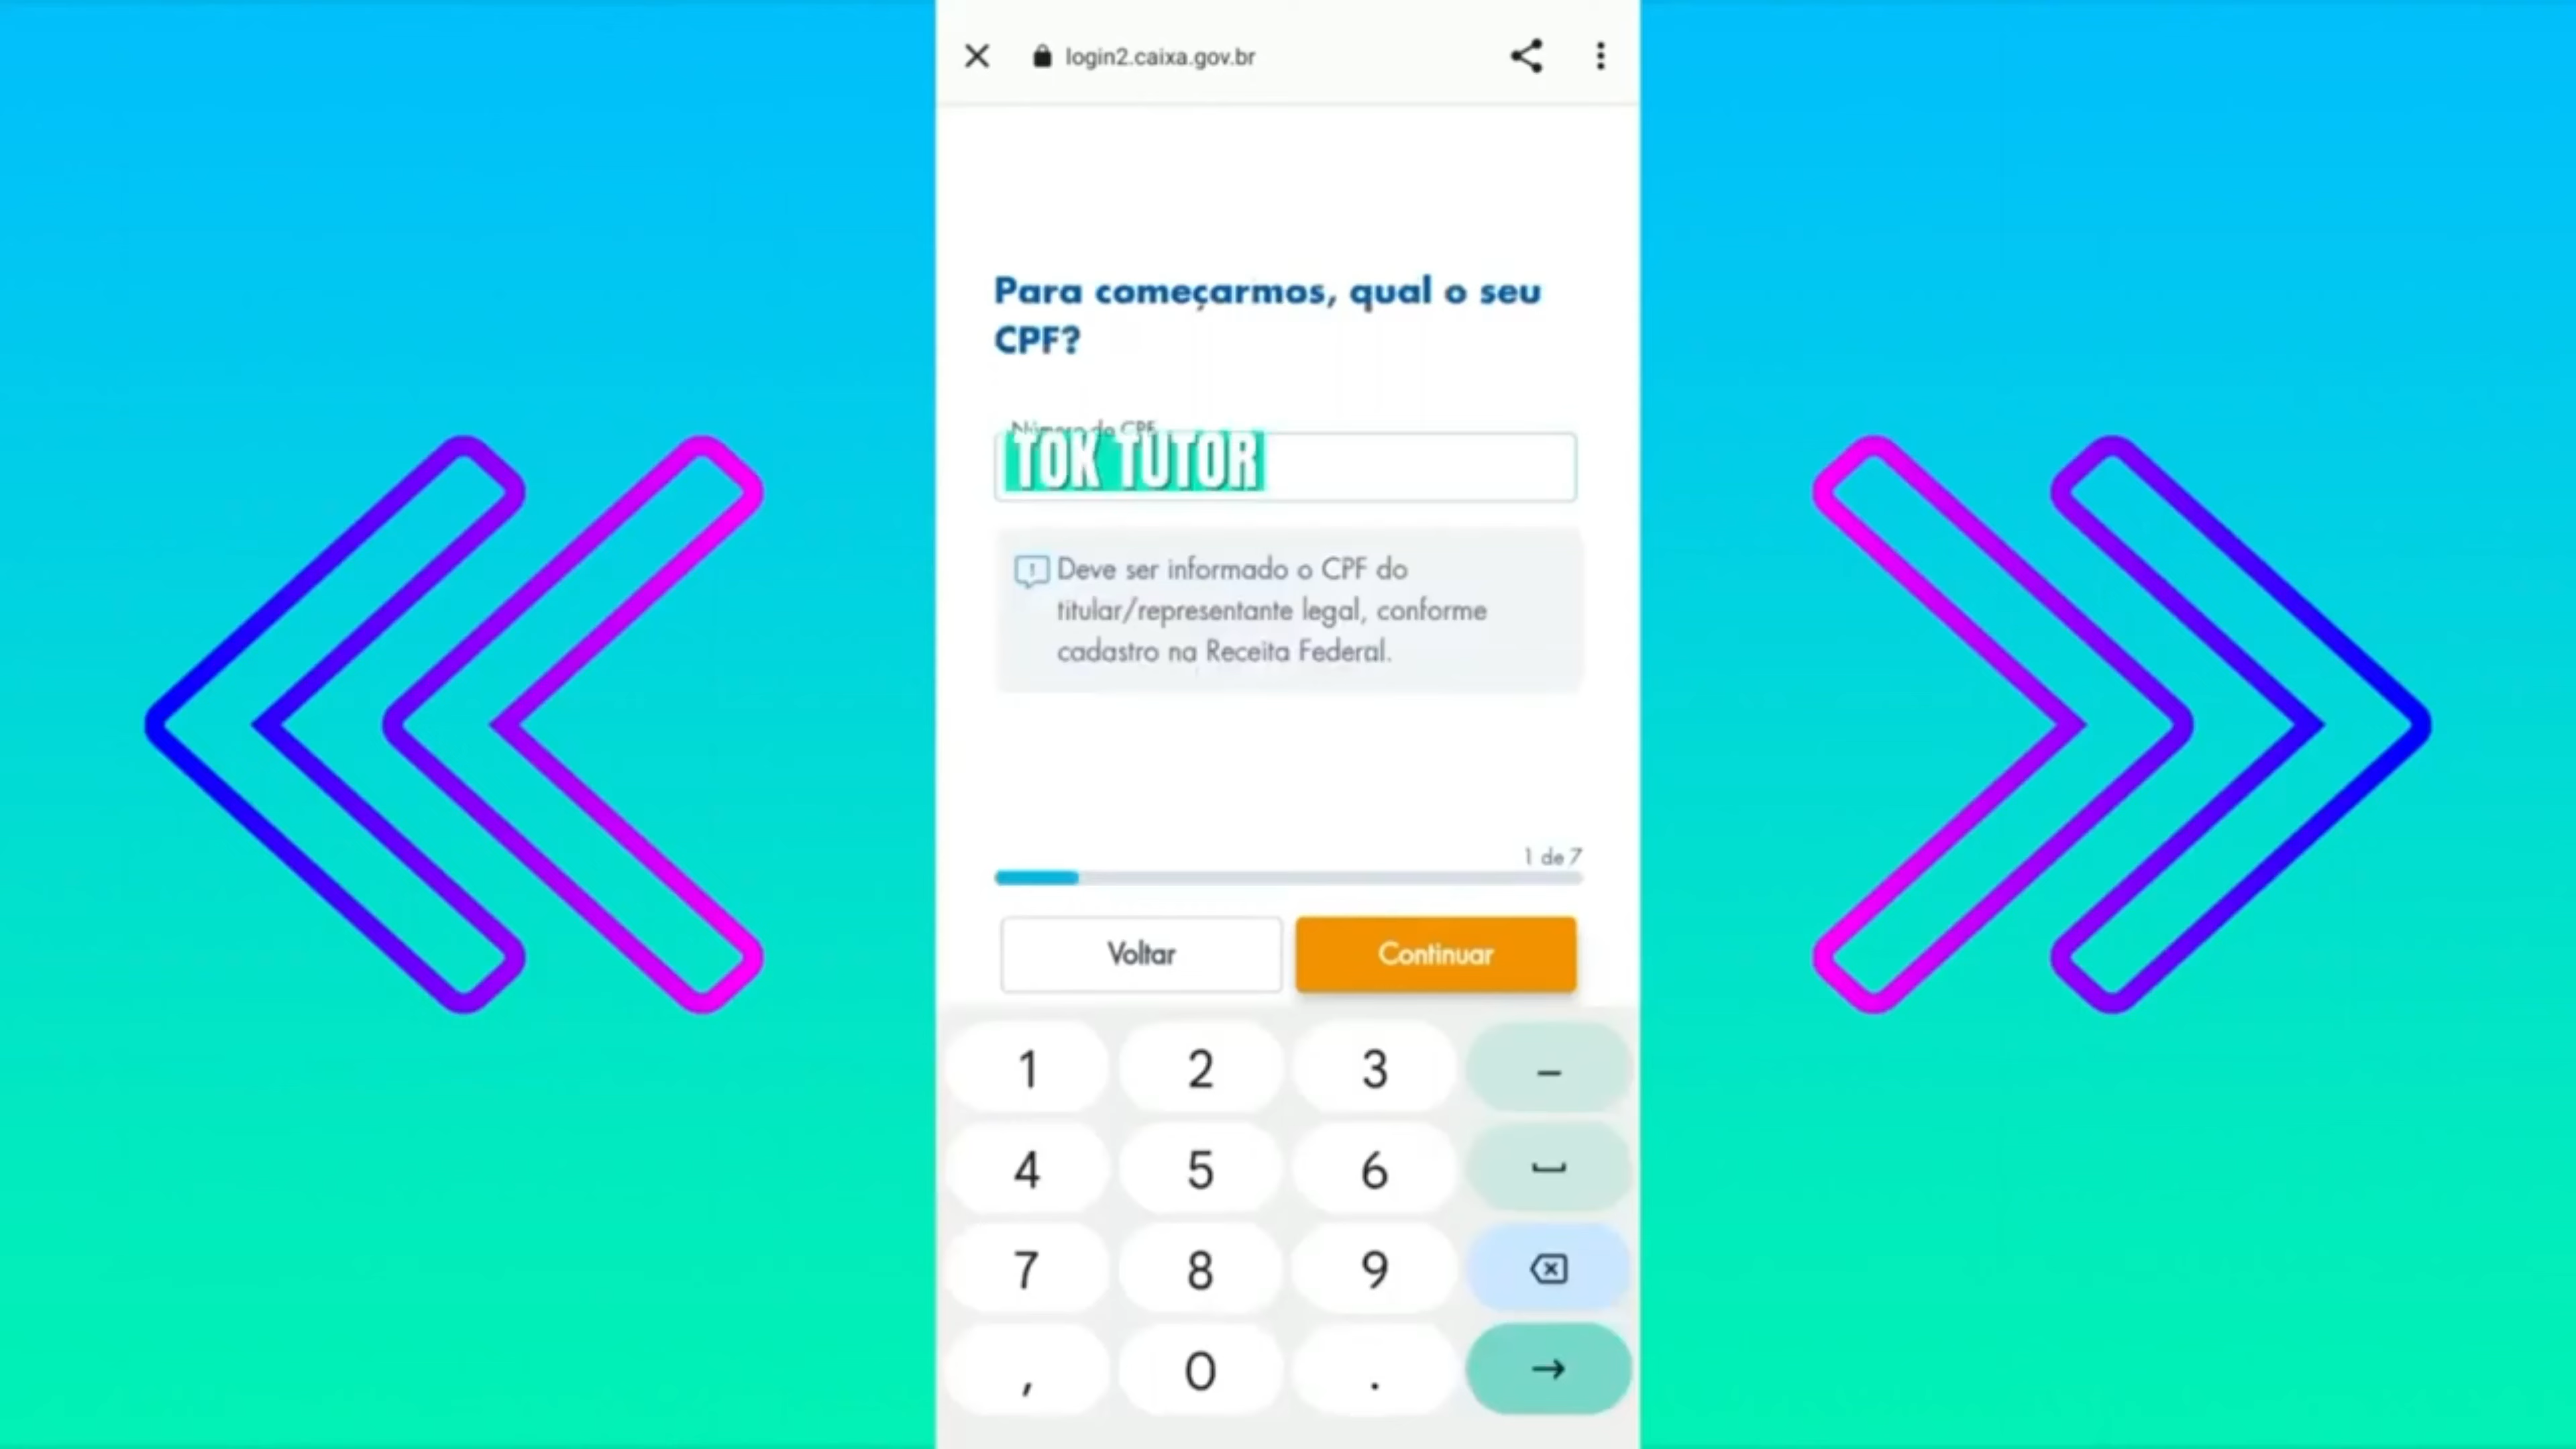 login2.caixa.gov.br
Para começarmos, qual o seu
CPF?
Número do CPF
TOK TUTOR
Deve ser informado o CPF do
titular/representante legal, conforme
cadastro na Receita Federal.
1 de 7
Voltar Continuar
1 2 3 -
4 5 6
7 8 9
, 0 .